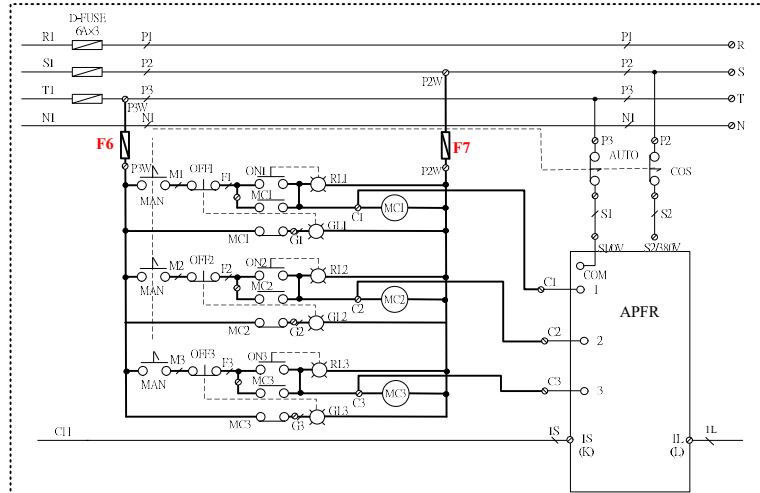 D-FUSE
6A×3
R1 P1 P1 R
S1 P2 P2W P2 S
T1 P3 P3 T
P3W
N1 N1 N1 N
F6 F7
P3 P2
AUTO COS
P3W P2W
MAN M1 OFF1 F1 ON1 RL1
MC1 C1 MC1
MC1 G1 GL1
S1 S2
S1/0V S2/380V
COM
C1 1
APFR
MAN M2 OFF2 F2 ON2 RL2
MC2 C2 MC2
MC2 G2 GL2
C2 2
MAN M3 OFF3 F3 ON3 RL3
MC3 C3 MC3
MC3 G3 GL3
C3 3
C11 1S 1S 1L 1L
(K) (L)